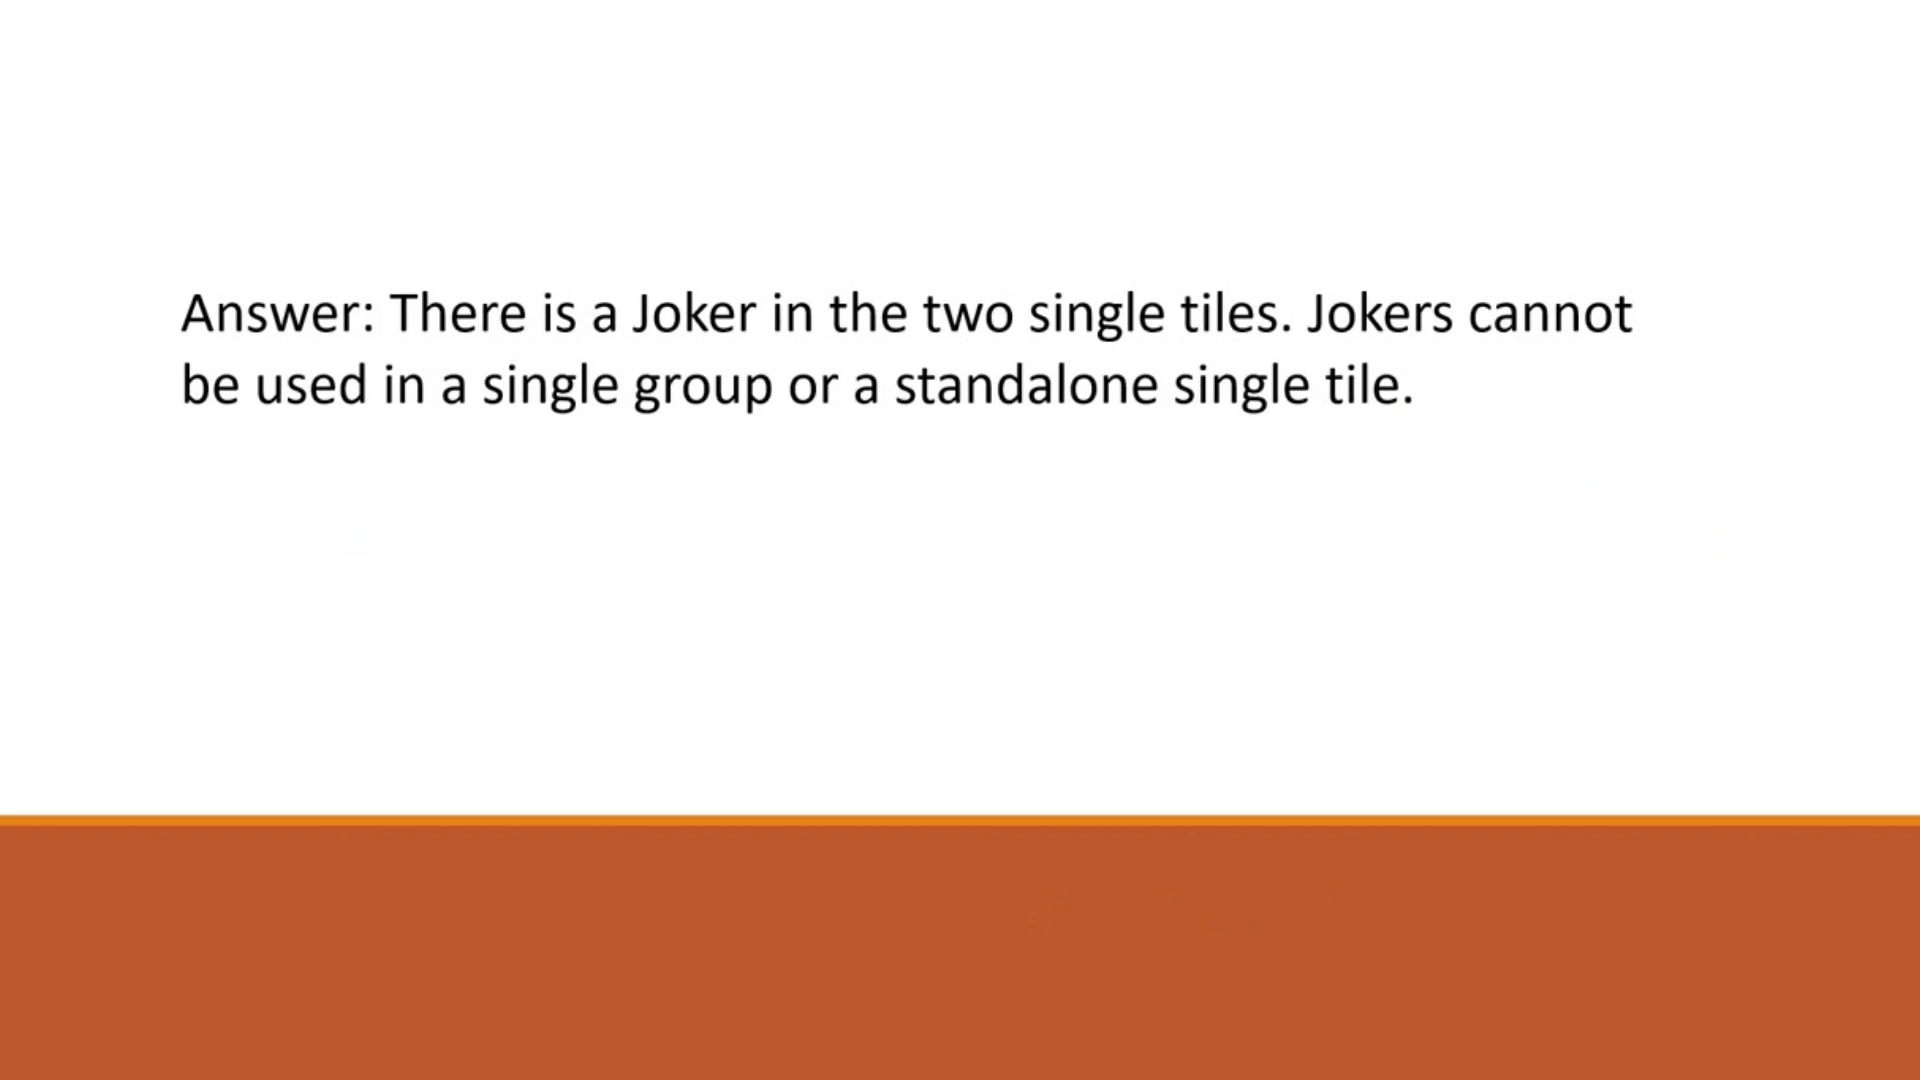 Answer: There is a Joker in the two single tiles. Jokers cannot
be used in a single group or a standalone single tile.